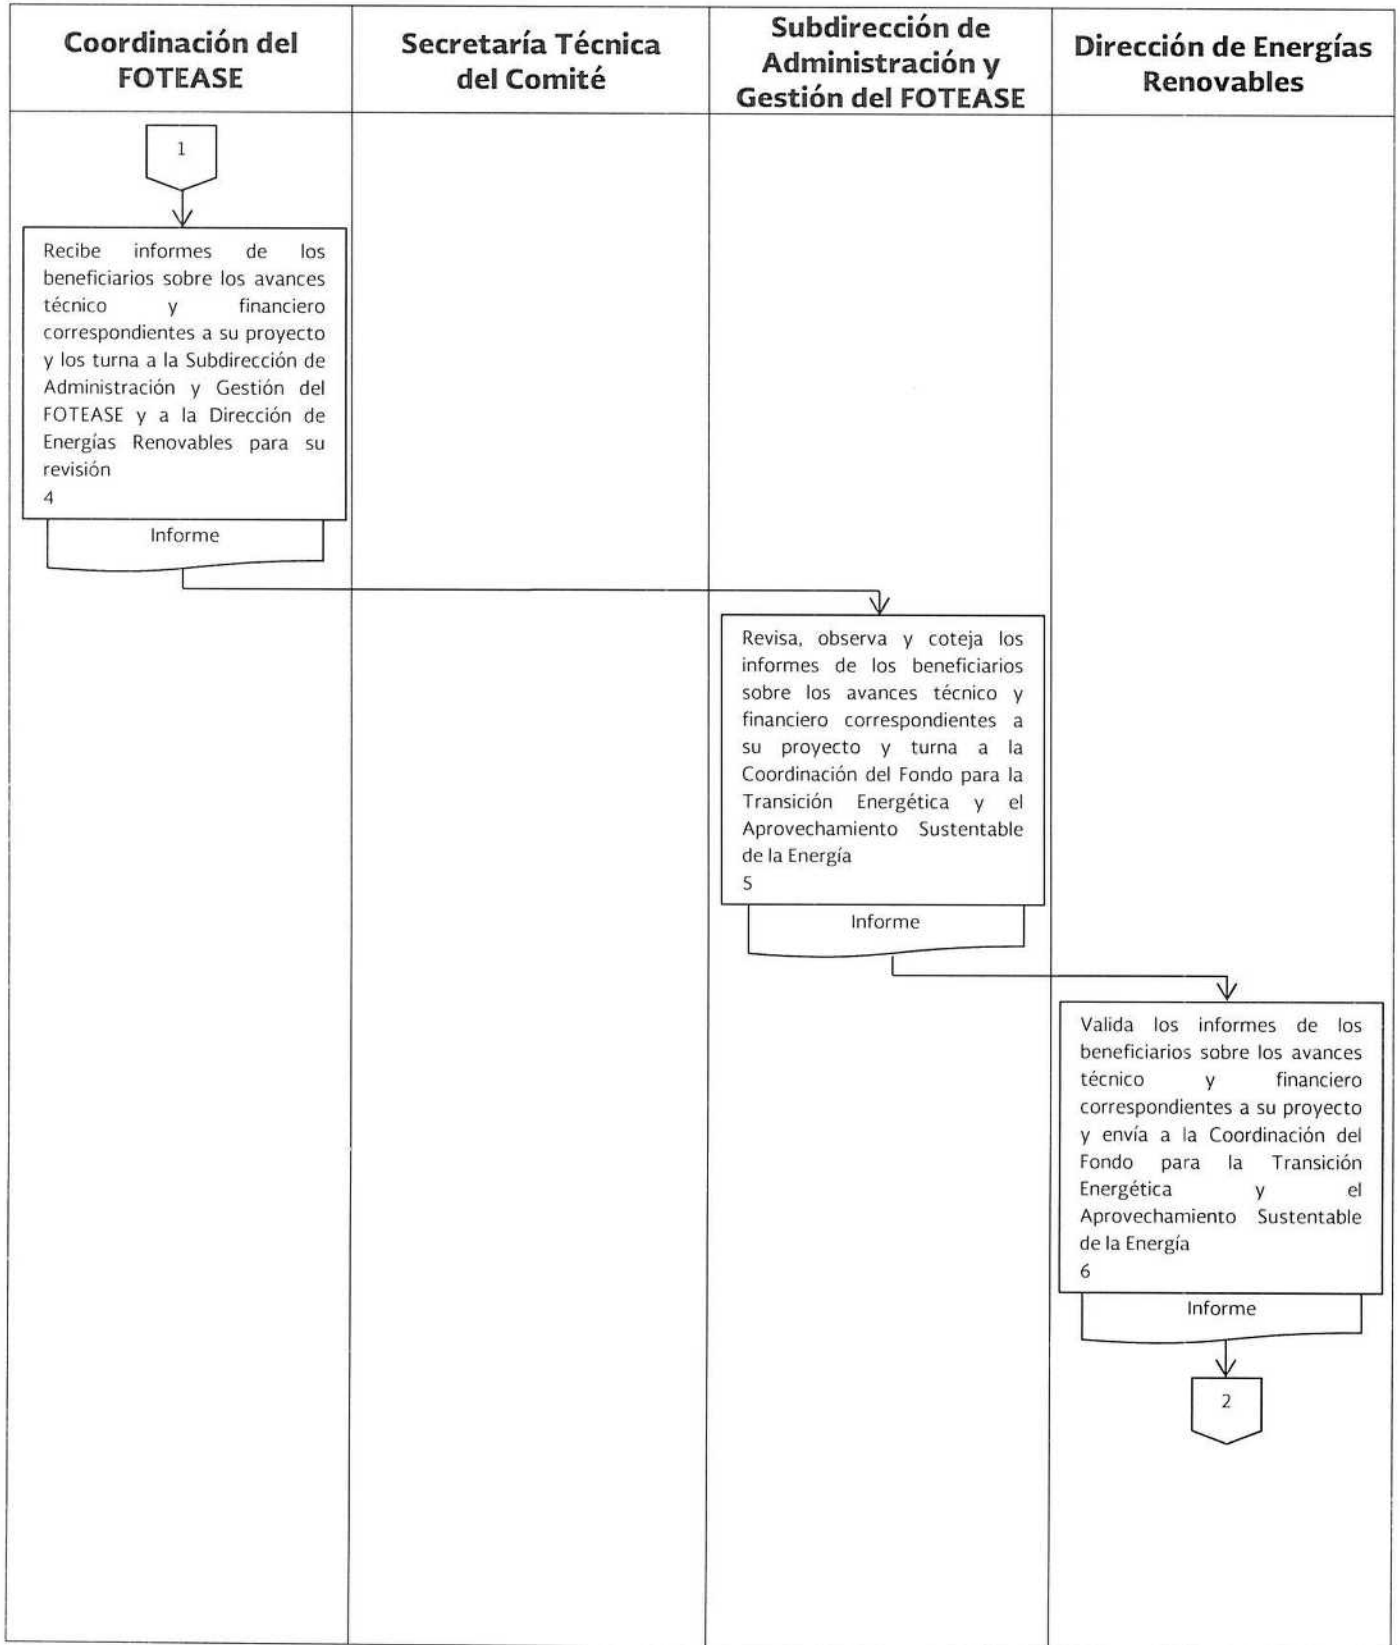 Coordinación del
FOTEASE
Secretaría Técnica
del Comité
Subdirección de
Administración y
Gestión del FOTEASE
Dirección de Energías
Renovables
1
Recibe informes de los
beneficiarios sobre los avances
técnico y financiero
correspondientes a su proyecto
y los turna a la Subdirección de
Administración y Gestión del
FOTEASE y a la Dirección de
Energías Renovables para su
revisión
4
Informe
Revisa, observa y coteja los
informes de los beneficiarios
sobre los avances técnico y
financiero correspondientes a
su proyecto y turna a la
Coordinación del Fondo para la
Transición Energética y el
Aprovechamiento Sustentable
de la Energía
5
Informe
Valida los informes de los
beneficiarios sobre los avances
técnico y financiero
correspondientes a su proyecto
y envía a la Coordinación del
Fondo para la Transición
Energética y el
Aprovechamiento Sustentable
de la Energía
6
Informe
2